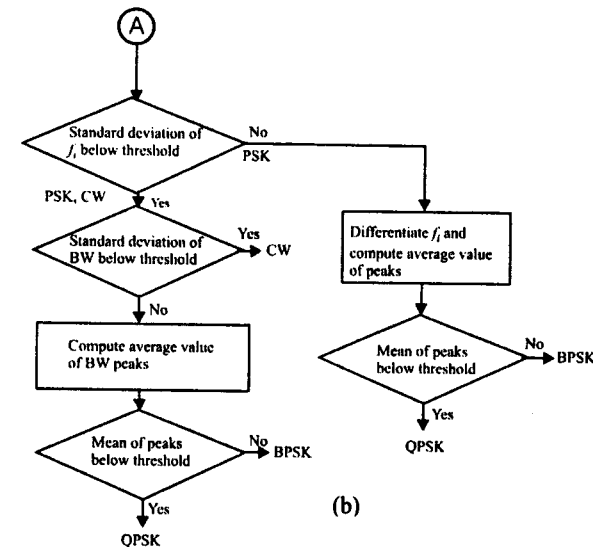 A
Standard deviation of
fᵢ below threshold
No
PSK
PSK, CW
Yes
Standard deviation of
BW below threshold
Yes
CW
No
Compute average value
of BW peaks
Mean of peaks
below threshold
No
BPSK
Yes
QPSK
Differentiate fᵢ and
compute average value
of peaks
Mean of peaks
below threshold
No
BPSK
Yes
QPSK
(b)